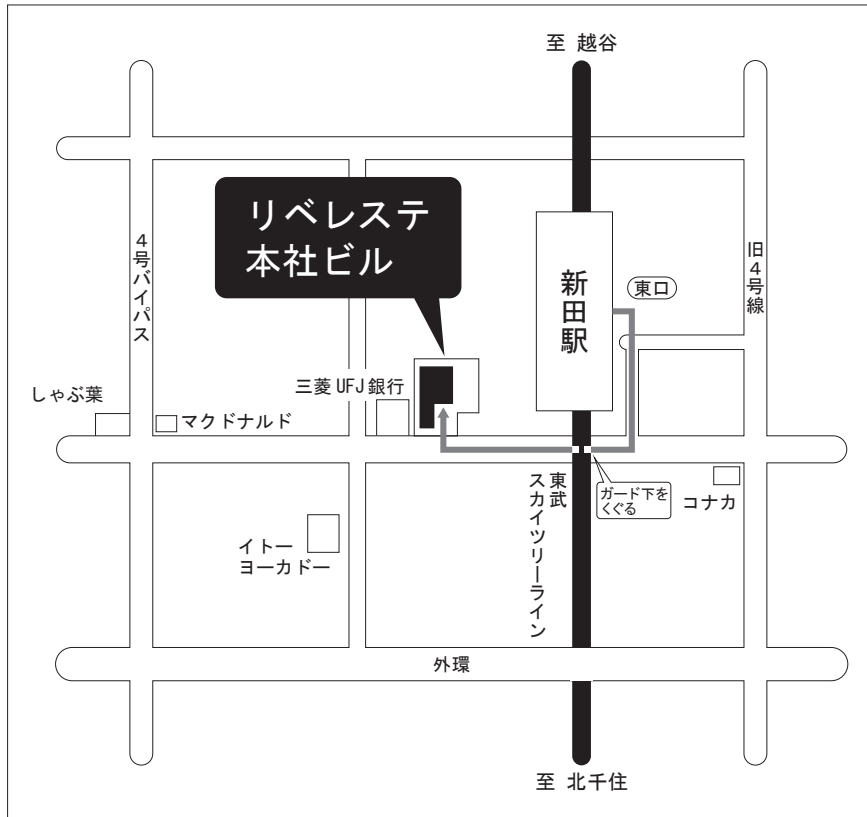 至 越谷
リベレステ
本社ビル
4号バイパス
旧4号線
新田駅
東口
三菱UFJ銀行
しゃぶ葉
マクドナルド
東武
スカイツリーライン
ガード下を
くぐる
コナカ
イトー
ヨーカドー
外環
至 北千住